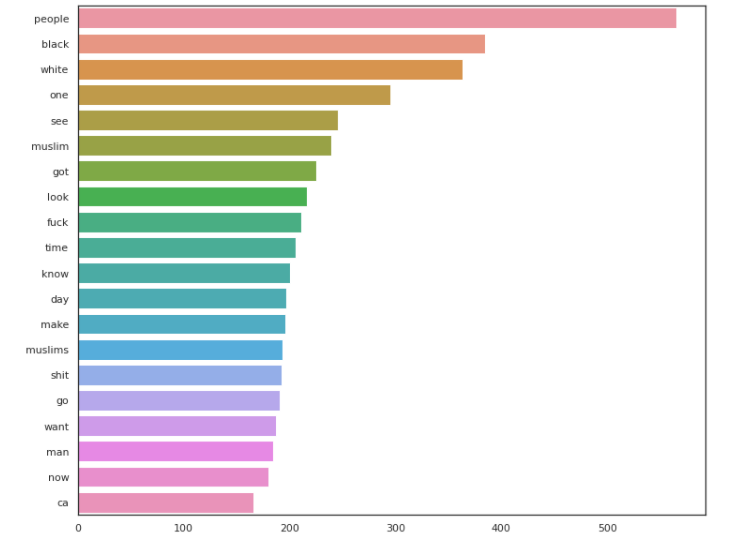 people
black
white
one
see
muslim
got
look
fuck
time
know
day
make
muslims
shit
go
want
man
now
ca
0 100 200 300 400 500